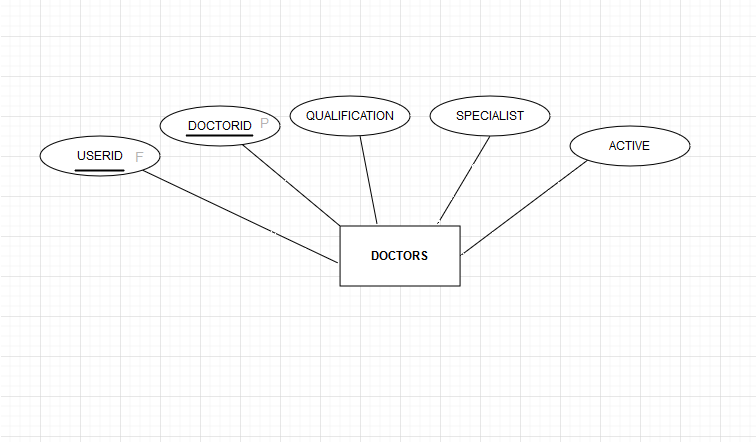 USERID F
DOCTORID P
QUALIFICATION
SPECIALIST
ACTIVE
DOCTORS